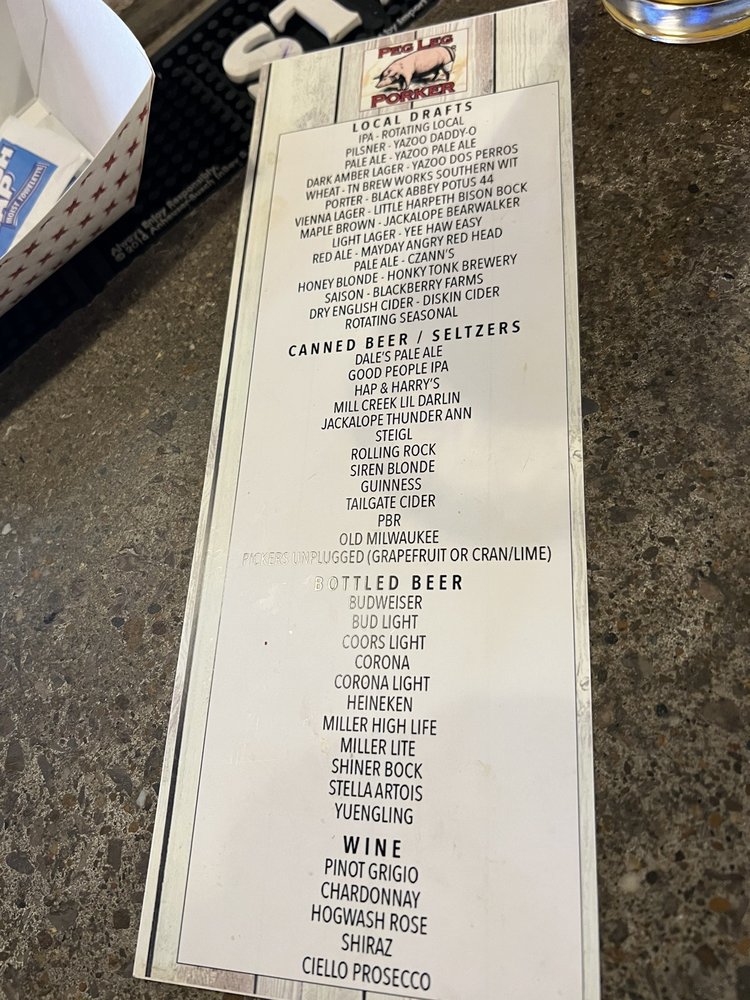 PEG LEG
PORKER
LOCAL DRAFTS
IPA - ROTATING LOCAL
PILSNER - YAZOO DADDY-O
PALE ALE - YAZOO PALE ALE
DARK AMBER LAGER - YAZOO DOS PERROS
WHEAT - TN BREW WORKS SOUTHERN WIT
PORTER - BLACK ABBEY POTUS 44
VIENNA LAGER - LITTLE HARPETH BISON BOCK
MAPLE BROWN - JACKALOPE BEARWALKER
LIGHT LAGER - YEE HAW EASY
RED ALE - MAYDAY ANGRY RED HEAD
PALE ALE - CZANN'S
HONEY BLONDE - HONKY TONK BREWERY
SAISON - BLACKBERRY FARMS
DRY ENGLISH CIDER - DISKIN CIDER
ROTATING SEASONAL
CANNED BEER / SELTZERS
DALE'S PALE ALE
GOOD PEOPLE IPA
HAP & HARRY'S
MILL CREEK LIL DARLIN
JACKALOPE THUNDER ANN
STEIGL
ROLLING ROCK
SIREN BLONDE
GUINNESS
TAILGATE CIDER
PBR
OLD MILWAUKEE
PICKERS UNPLUGGED (GRAPEFRUIT OR CRAN/LIME)
BOTTLED BEER
BUDWEISER
BUD LIGHT
COORS LIGHT
CORONA
CORONA LIGHT
HEINEKEN
MILLER HIGH LIFE
MILLER LITE
SHINER BOCK
STELLA ARTOIS
YUENGLING
WINE
PINOT GRIGIO
CHARDONNAY
HOGWASH ROSE
SHIRAZ
CIELLO PROSECCO
ST
MOIST TOWELETTE
Always Enjoy Responsibly
© 2014